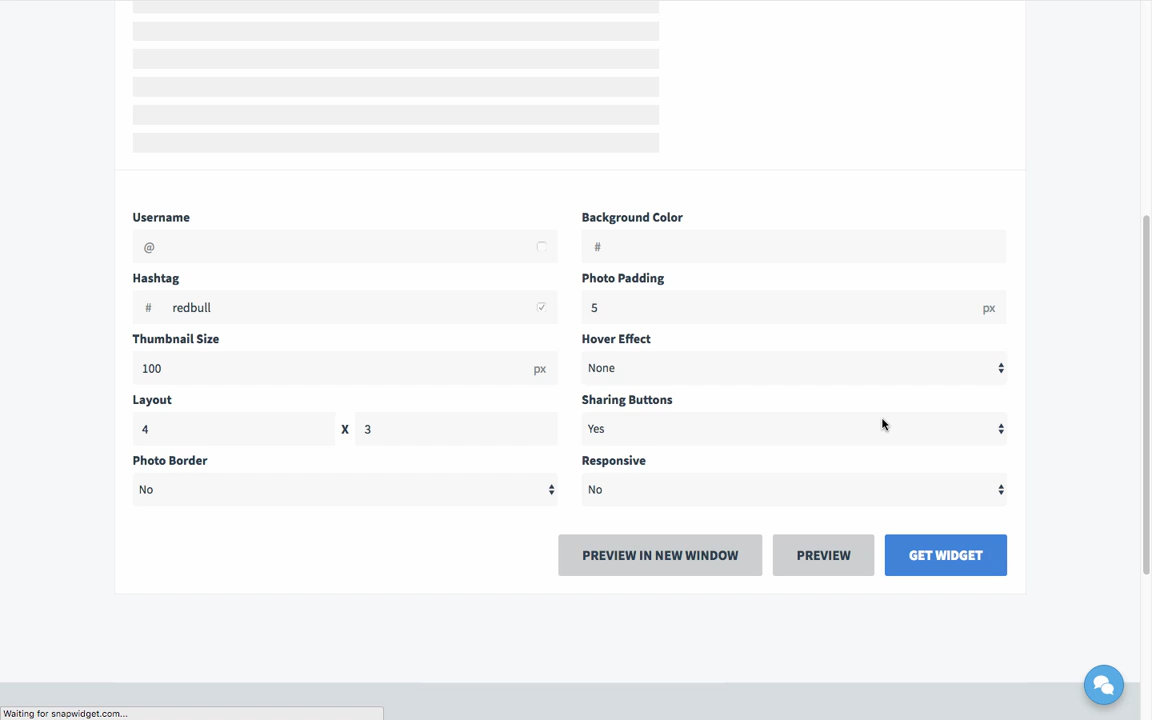 Username
Background Color
@
#
Hashtag
Photo Padding
# redbull
5 px
Thumbnail Size
Hover Effect
100 px
None
Layout
Sharing Buttons
4 X 3
Yes
Photo Border
Responsive
No
No
PREVIEW IN NEW WINDOW
PREVIEW
GET WIDGET
Waiting for snapwidget.com...